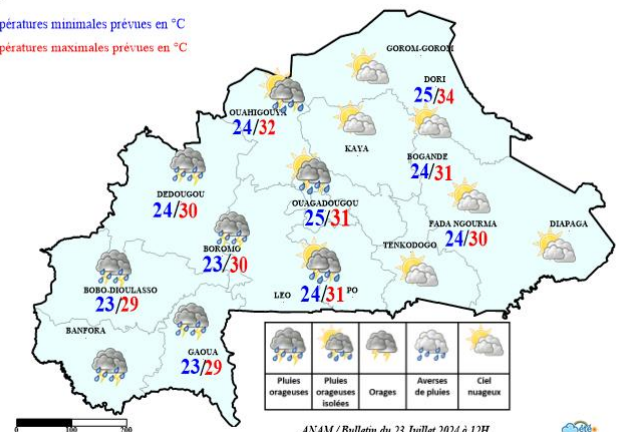 pératures minimales prévues en °C
pératures maximales prévues en °C
GOROM-GOROM
DORI
25/34
OUAHIGOUYA
24/32
KAYA
BOGANDE
24/31
DEDOUGOU
24/30
OUAGADOUGOU
25/31
FADA NGOURMA
24/30
DIAPAGA
BOROMO
23/30
TENKODOGO
BOBO-DIOULASSO
23/29
LEO
24/31
PO
BANFORA
GAOUA
23/29
Pluies orageuses
Pluies orageuses isolées
Orages
Averses de pluies
Ciel nuageux
100
200
ANAM / Bulletin du 23 Juillet 2024 à 12H